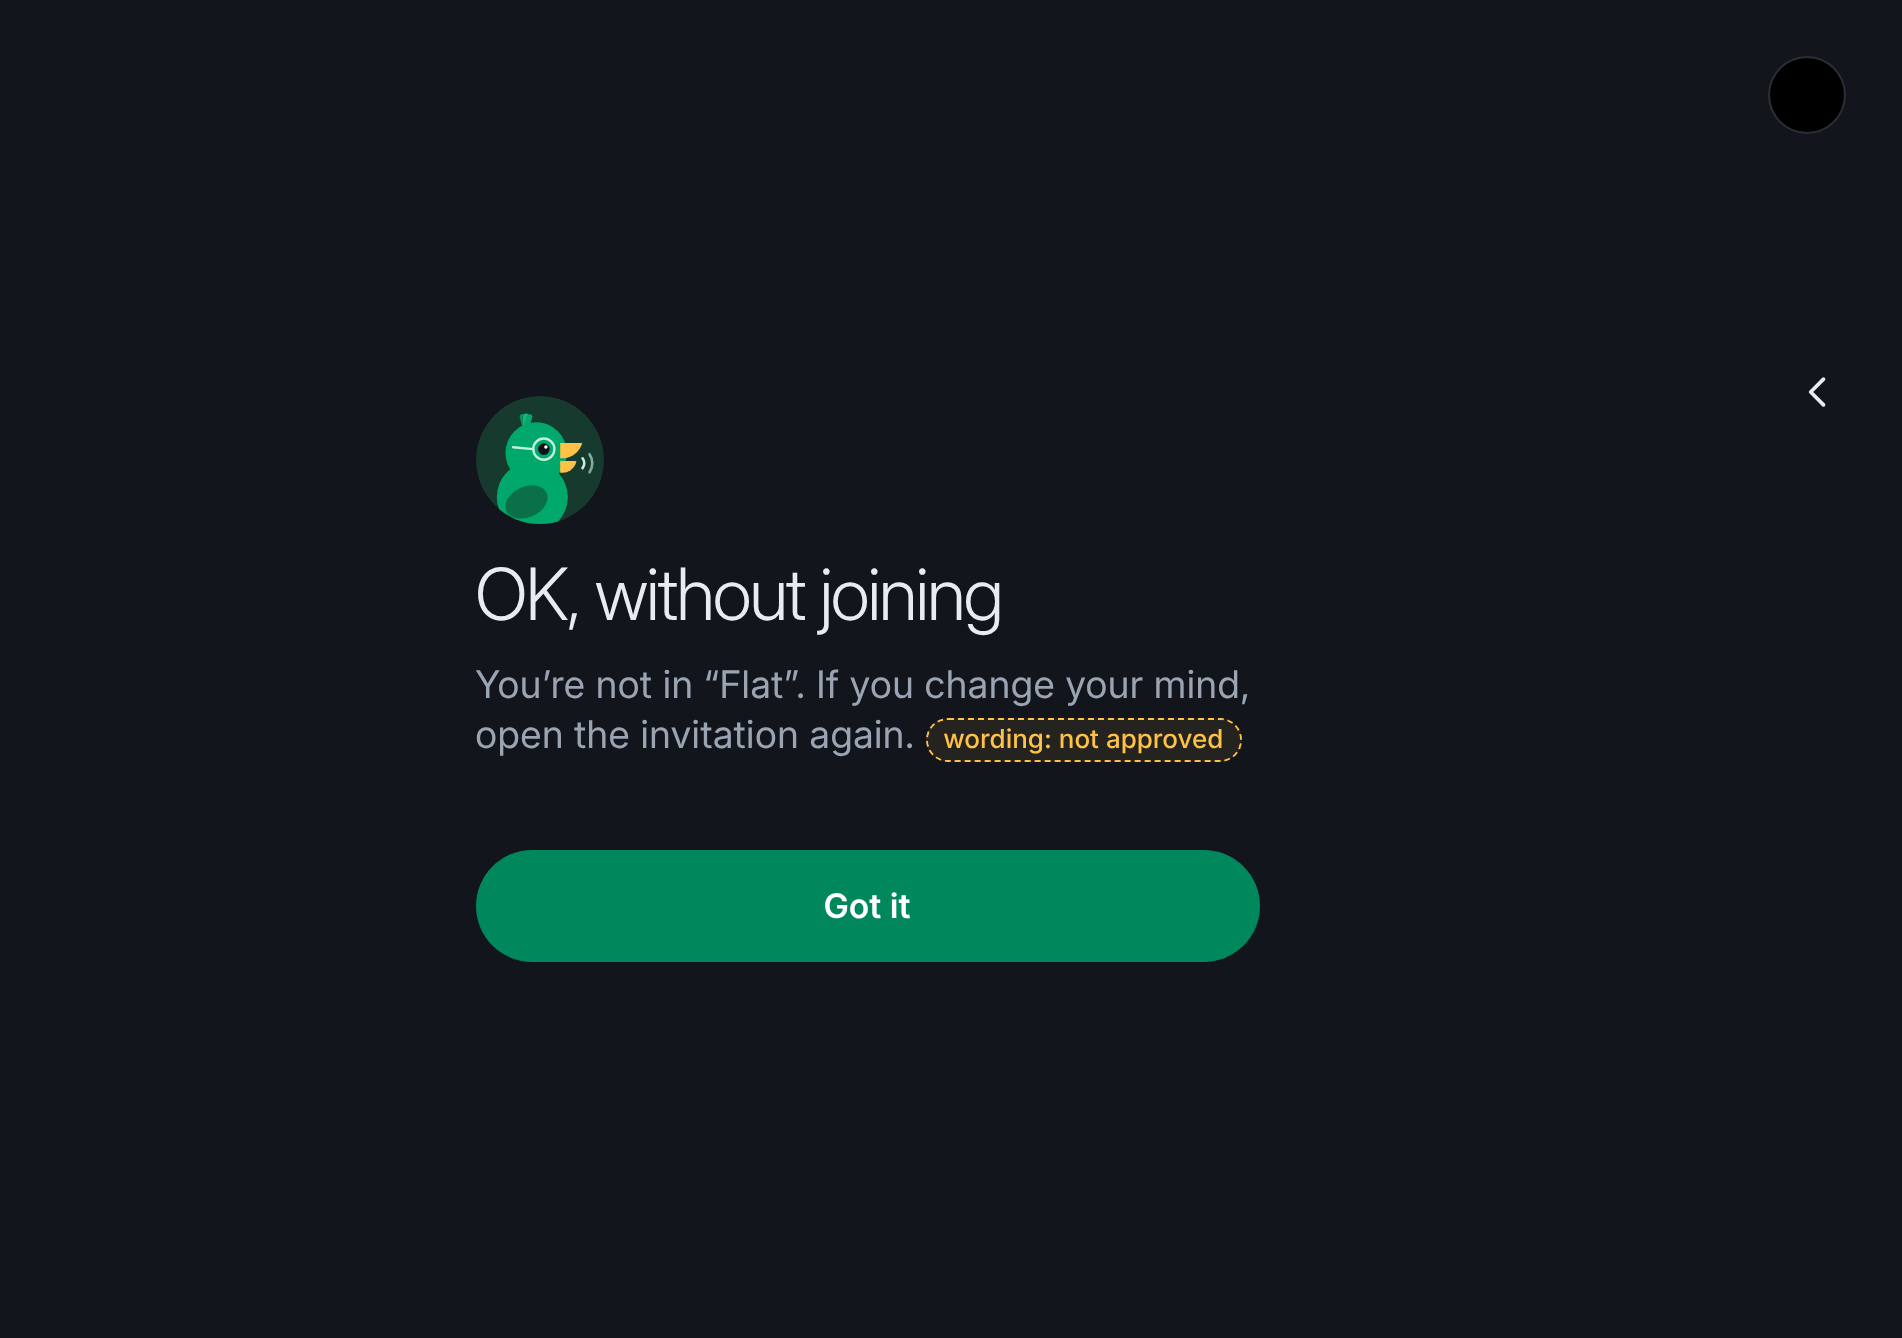 OK, without joining
You’re not in “Flat”. If you change your mind,
open the invitation again. wording: not approved
Got it